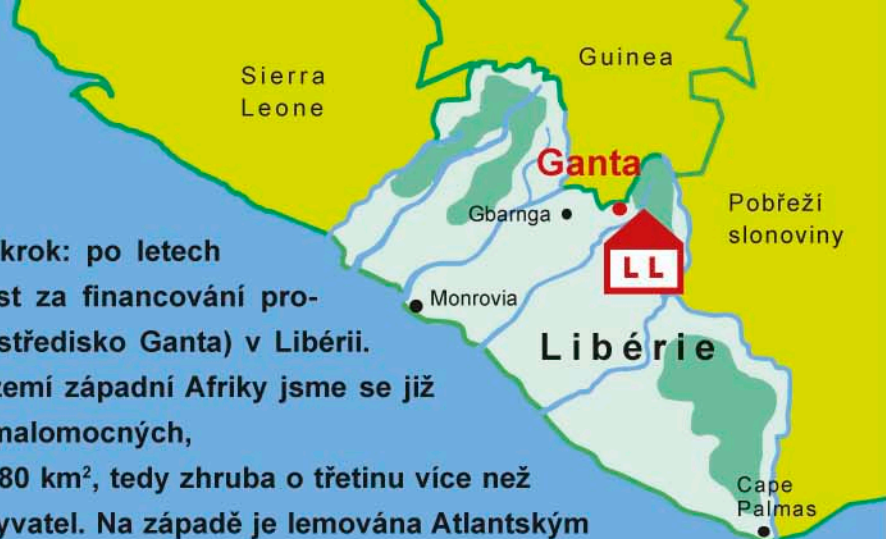 Sierra
Leone
Guinea
Ganta
Gbarnga
Pobřeží
slonoviny
LL
Monrovia
Libérie
Cape
Palmas
krok: po letech
st za financování pro-
středisko Ganta) v Libérii.
zemí západní Afriky jsme se již
malomocných,
80 km², tedy zhruba o třetinu více než
yvatel. Na západě je lemována Atlantským